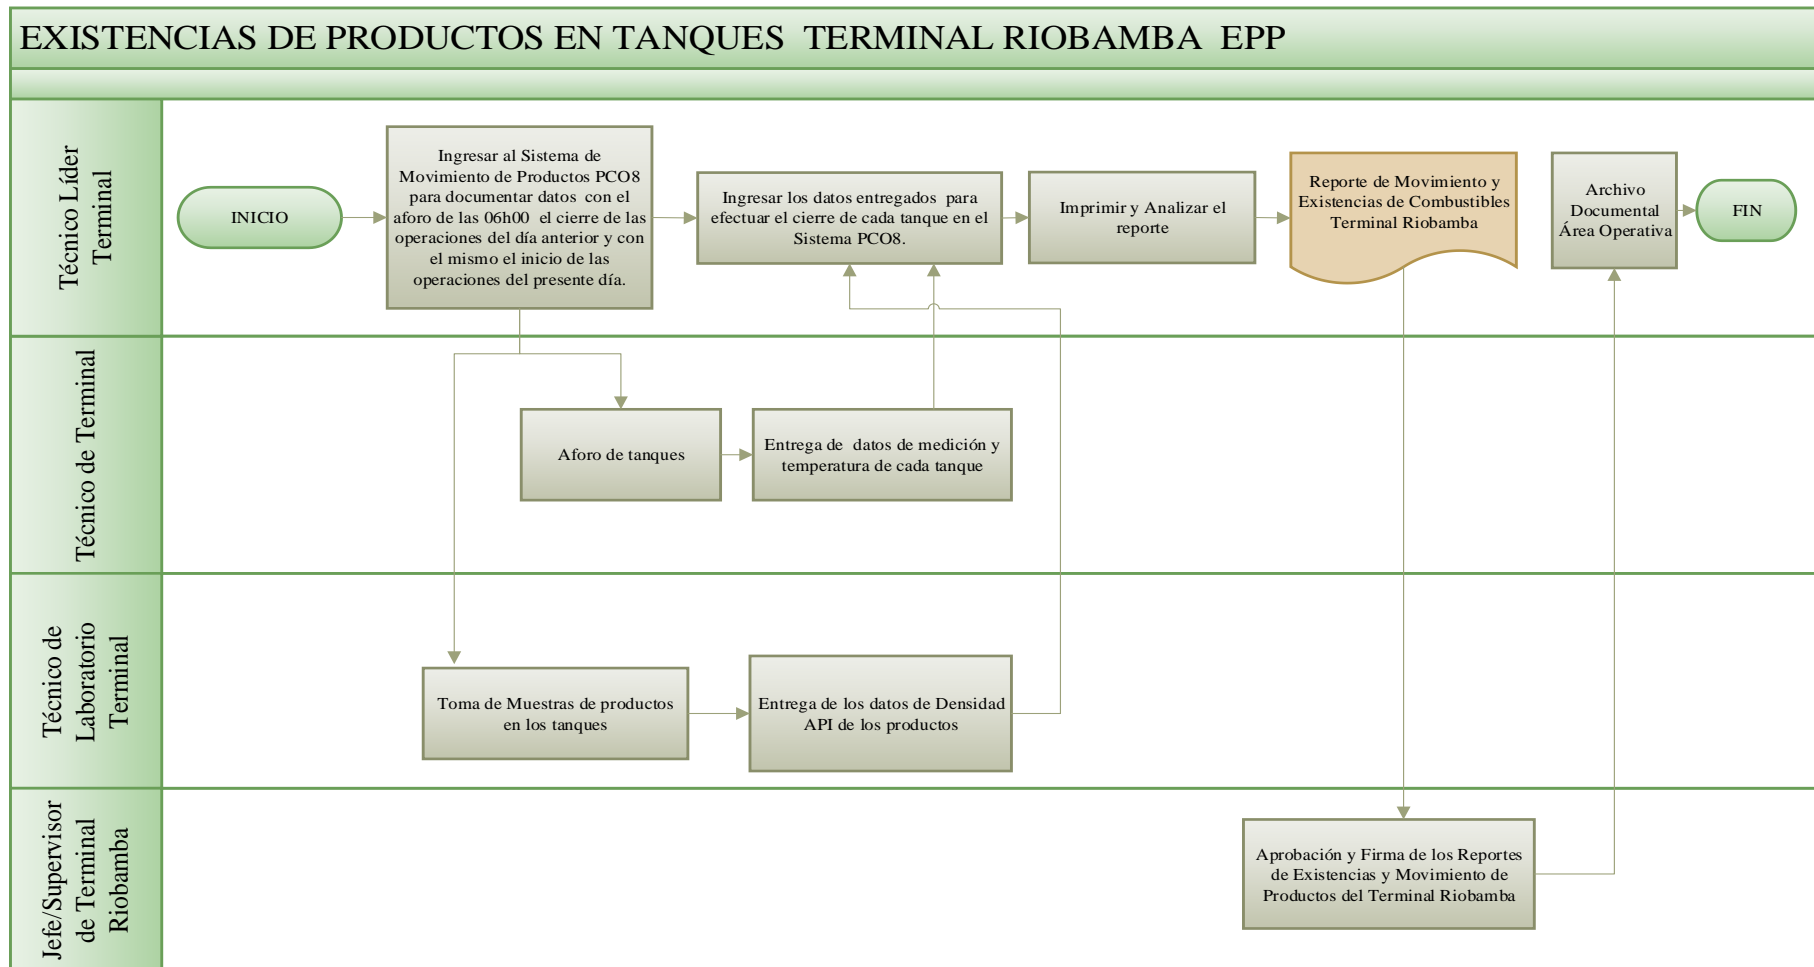 EXISTENCIAS DE PRODUCTOS EN TANQUES TERMINAL RIOBAMBA EPP
Técnico Líder
Terminal
INICIO
Ingresar al Sistema de
Movimiento de Productos PCO8
para documentar datos con el
aforo de las 06h00 el cierre de las
operaciones del día anterior y con
el mismo el inicio de las
operaciones del presente día.
Ingresar los datos entregados para
efectuar el cierre de cada tanque en el
Sistema PCO8.
Imprimir y Analizar el
reporte
Reporte de Movimiento y
Existencias de Combustibles
Terminal Riobamba
Archivo
Documental
Área Operativa
FIN
Técnico de Terminal
Aforo de tanques
Entrega de datos de medición y
temperatura de cada tanque
Técnico de
Laboratorio
Terminal
Toma de Muestras de productos
en los tanques
Entrega de los datos de Densidad
API de los productos
Jefe/Supervisor
de Terminal
Riobamba
Aprobación y Firma de los Reportes
de Existencias y Movimiento de
Productos del Terminal Riobamba